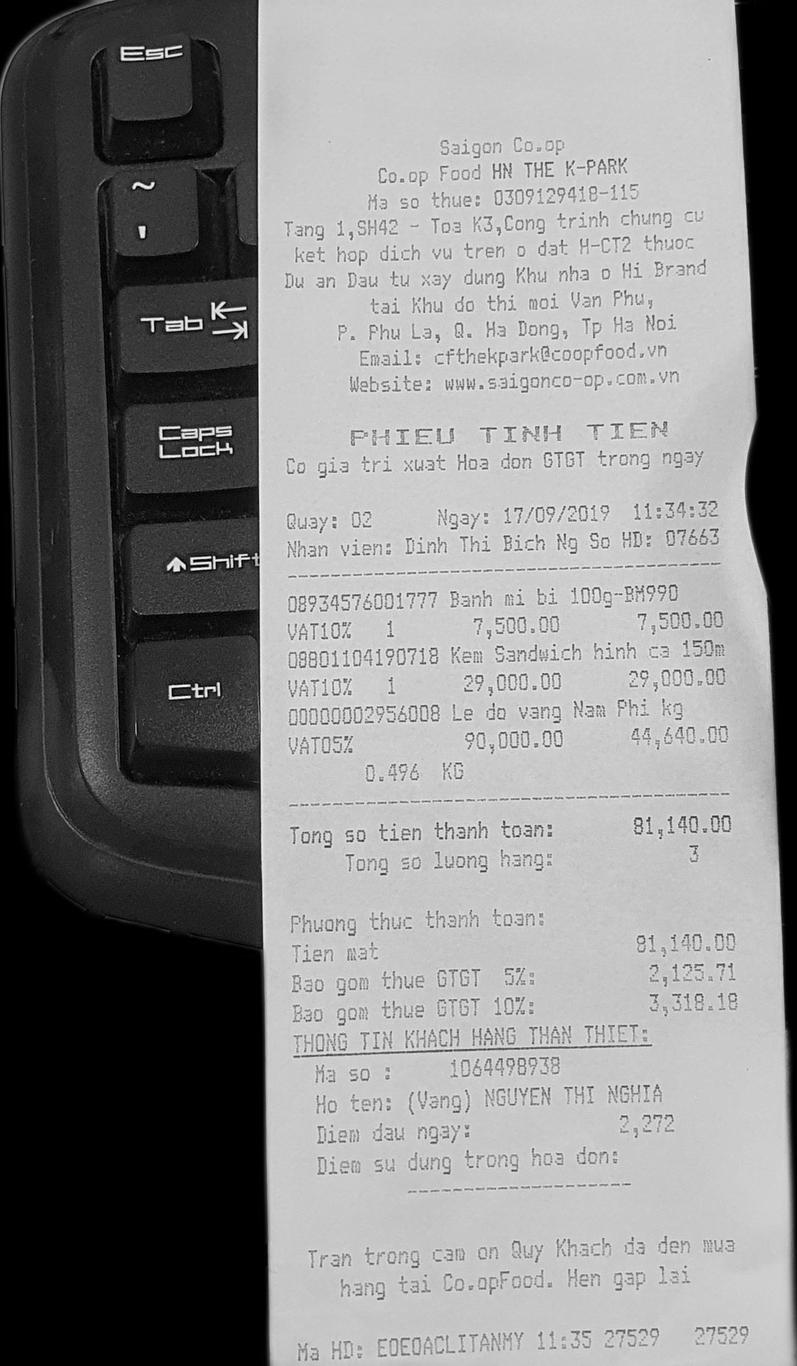 Esc
~
'
Tab
Caps
Lock
Shift
Ctrl
Saigon Co.op
Co.op Food HN THE K-PARK
Ma so thue: 0309129418-115
Tang 1,SH42 - Toa K3,Cong trinh chung cu
ket hop dich vu tren o dat H-CT2 thuoc
Du an Dau tu xay dung Khu nha o Hi Brand
tai Khu do thi moi Van Phu,
P. Phu La, Q. Ha Dong, Tp Ha Noi
Email: cfthekpark@coopfood.vn
Website: www.saigonco-op.com.vn
PHIEU TINH TIEN
Co gia tri xuat Hoa don GTGT trong ngay
Quay: 02 Ngay: 17/09/2019 11:34:32
Nhan vien: Dinh Thi Bich Ng So HD: 07663
08934576001777 Banh mi bi 100g-BM990
VAT10% 1 7,500.00 7,500.00
08801104190718 Kem Sandwich hinh ca 150m
VAT10% 1 29,000.00 29,000.00
00000002956008 Le do vang Nam Phi kg
VAT05% 90,000.00 44,640.00
0.496 KG
Tong so tien thanh toan: 81,140.00
Tong so luong hang: 3
Phuong thuc thanh toan:
Tien mat 81,140.00
Bao gom thue GTGT 5%: 2,125.71
Bao gom thue GTGT 10%: 3,318.18
THONG TIN KHACH HANG THAN THIET:
Ma so : 1064498938
Ho ten: (Vang) NGUYEN THI NGHIA
Diem dau ngay: 2,272
Diem su dung trong hoa don:
Tran trong cam on Quy Khach da den mua
hang tai Co.opFood. Hen gap lai
Ma HD: EOEOACLITANMY 11:35 27529 27529